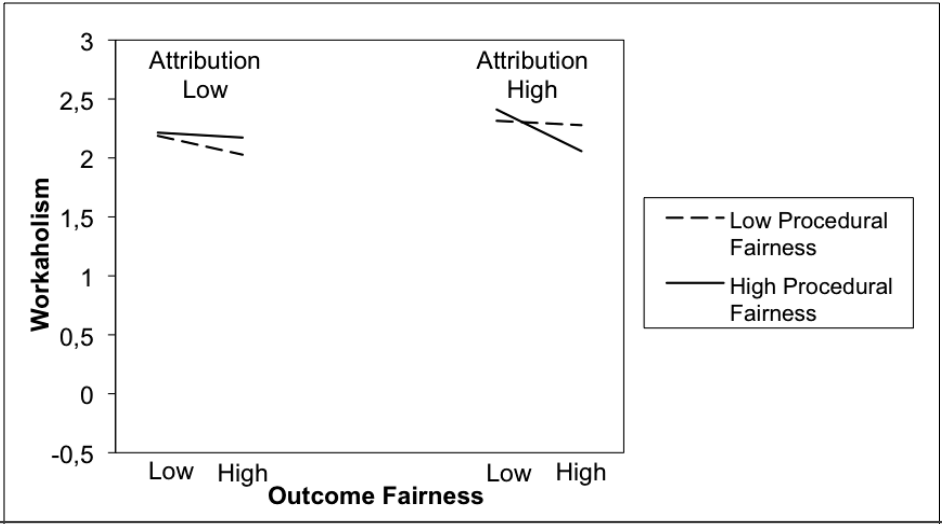 3
2,5
2
1,5
1
0,5
0
-0,5
Workaholism
Attribution
Low
Attribution
High
Low
High
Low
High
Outcome Fairness
Low Procedural
Fairness
High Procedural
Fairness